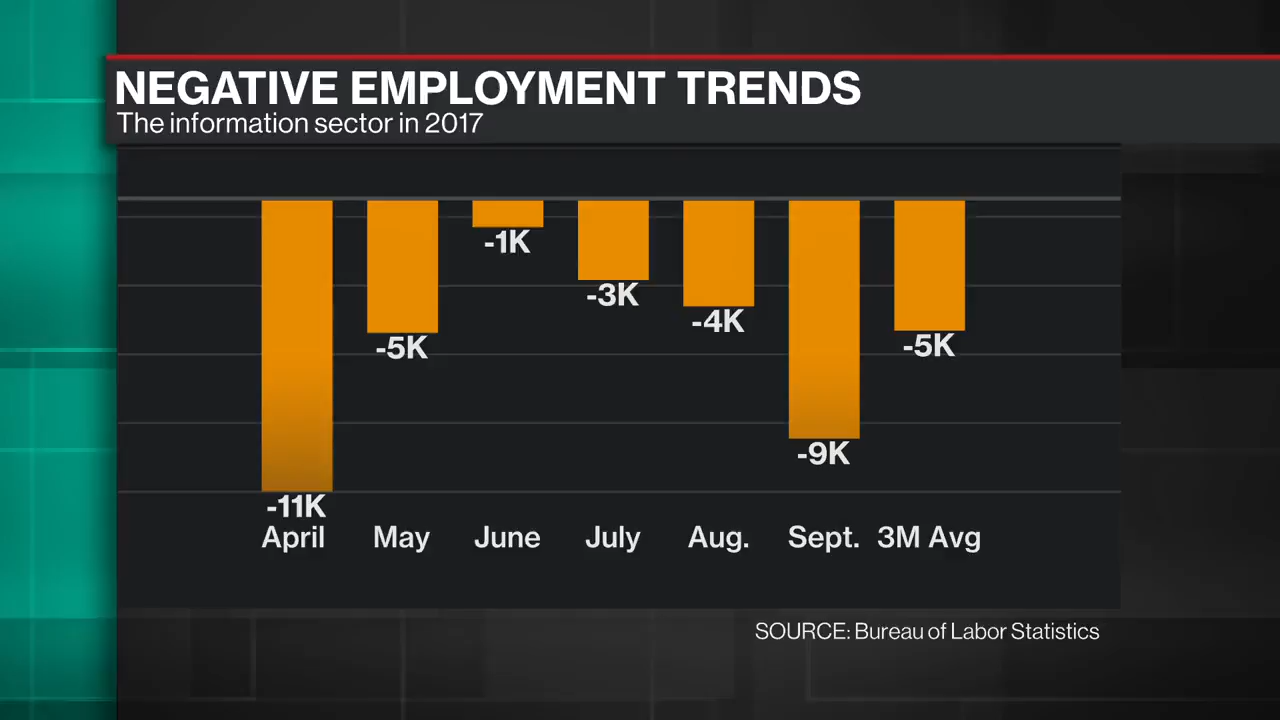 NEGATIVE EMPLOYMENT TRENDS
The information sector in 2017
-11K
-5K
-1K
-3K
-4K
-9K
-5K
April May June July Aug. Sept. 3M Avg
SOURCE: Bureau of Labor Statistics